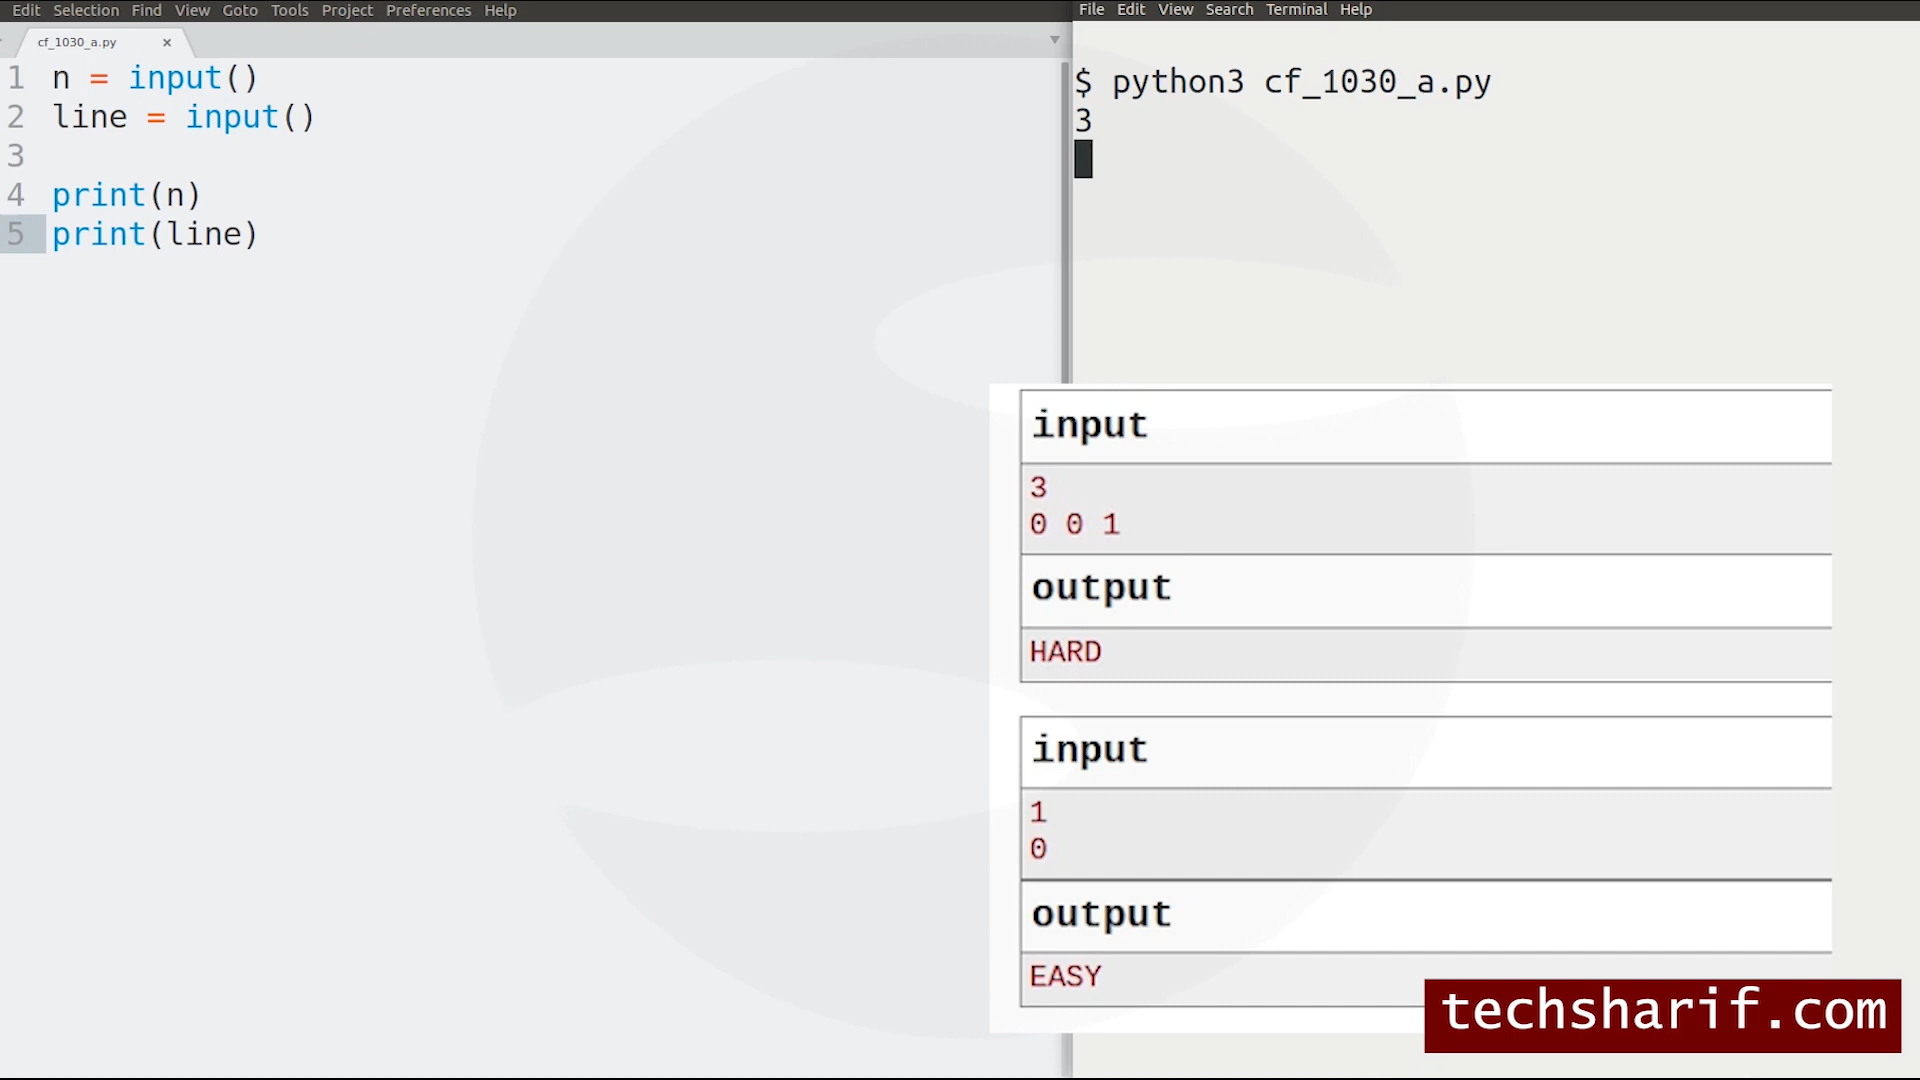 Edit Selection Find View Goto Tools Project Preferences Help
cf_1030_a.py ×
1 n = input()
2 line = input()
3
4 print(n)
5 print(line)
File Edit View Search Terminal Help
$ python3 cf_1030_a.py
3
input
3
0 0 1
output
HARD
input
1
0
output
EASY
techsharif.com